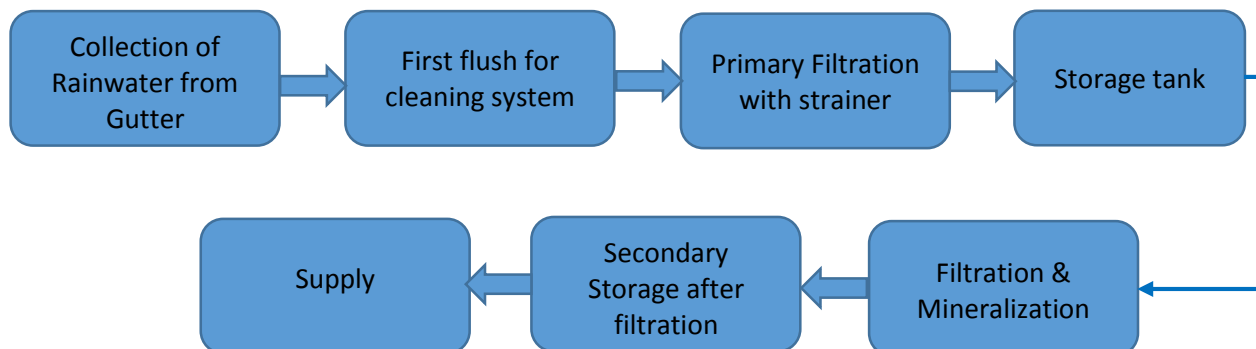 Collection of
Rainwater from
Gutter
First flush for
cleaning system
Primary Filtration
with strainer
Storage tank
Filtration &
Mineralization
Secondary
Storage after
filtration
Supply